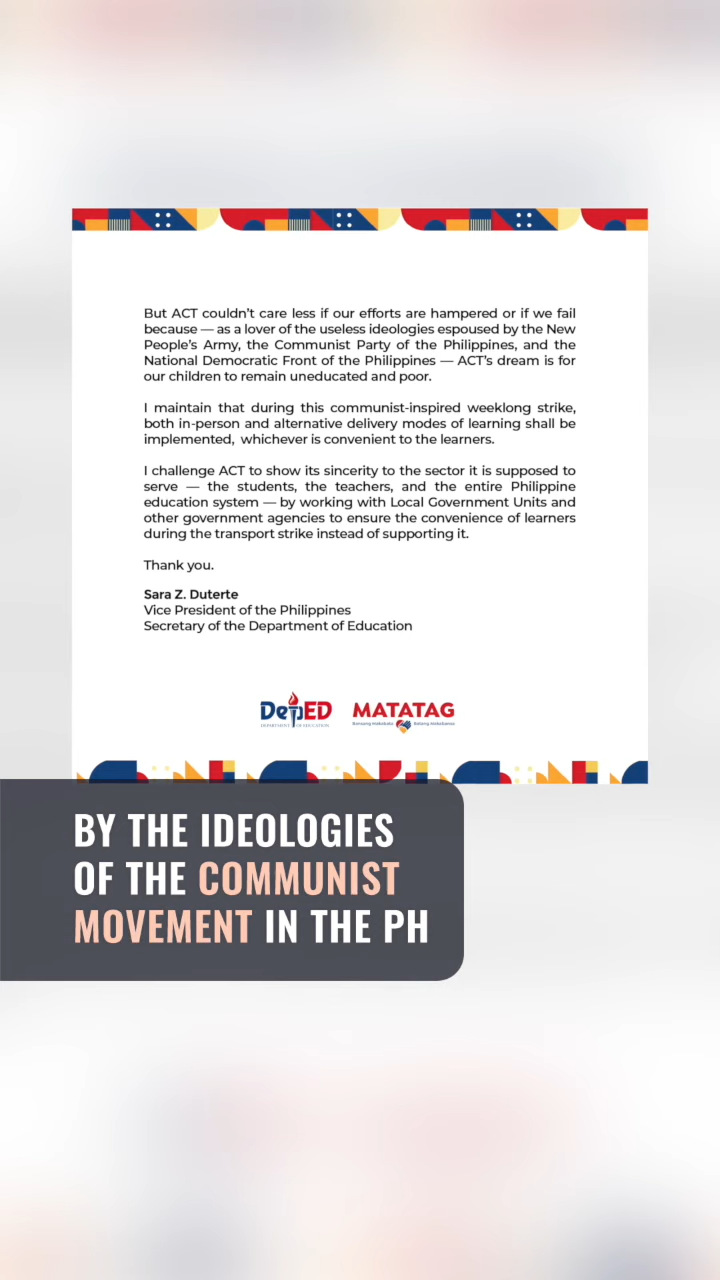 But ACT couldn’t care less if our efforts are hampered or if we fail
because — as a lover of the useless ideologies espoused by the New
People’s Army, the Communist Party of the Philippines, and the
National Democratic Front of the Philippines — ACT’s dream is for
our children to remain uneducated and poor.
I maintain that during this communist-inspired weeklong strike,
both in-person and alternative delivery modes of learning shall be
implemented, whichever is convenient to the learners.
I challenge ACT to show its sincerity to the sector it is supposed to
serve — the students, the teachers, and the entire Philippine
education system — by working with Local Government Units and
other government agencies to ensure the convenience of learners
during the transport strike instead of supporting it.
Thank you.
Sara Z. Duterte
Vice President of the Philippines
Secretary of the Department of Education
DepED MATATAG
DEPARTMENT OF EDUCATION
BY THE IDEOLOGIES
OF THE COMMUNIST
MOVEMENT IN THE PH